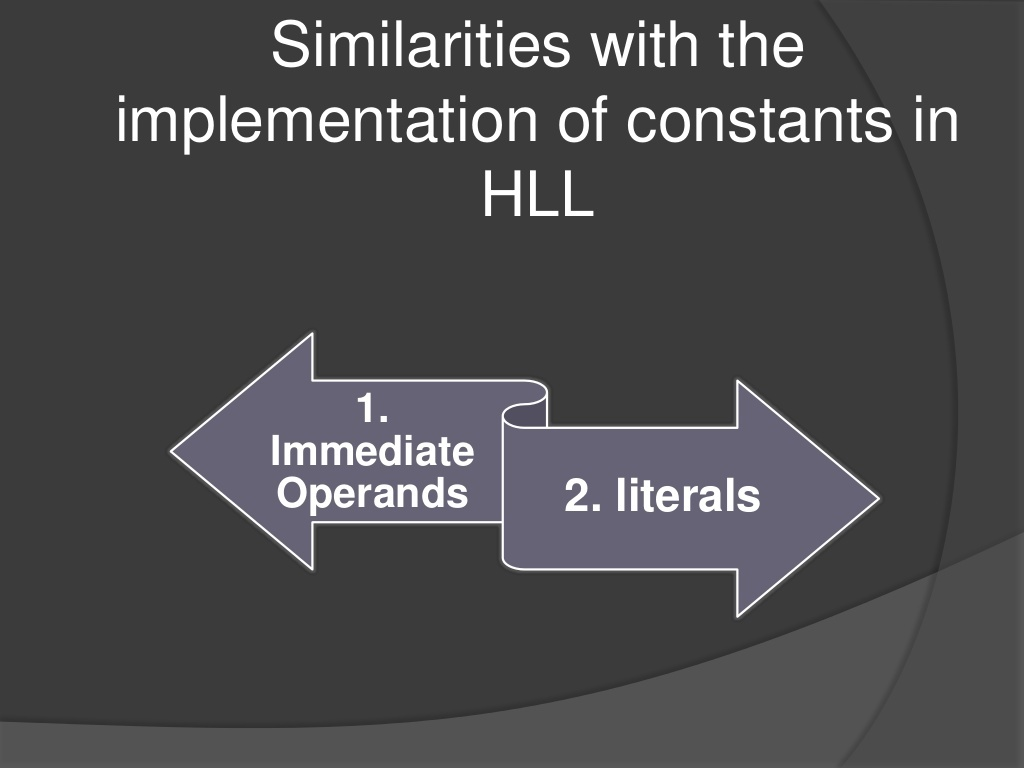 Similarities with the
implementation of constants in
HLL
1.
Immediate
Operands
2. literals